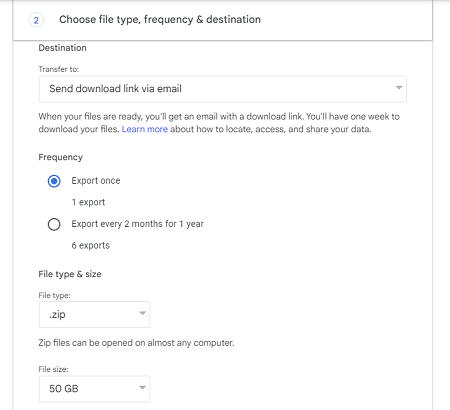 2 Choose file type, frequency & destination
Destination
Transfer to:
Send download link via email
When your files are ready, you'll get an email with a download link. You'll have one week to
download your files. Learn more about how to locate, access, and share your data.
Frequency
Export once
1 export
Export every 2 months for 1 year
6 exports
File type & size
File type:
.zip
Zip files can be opened on almost any computer.
File size:
50 GB